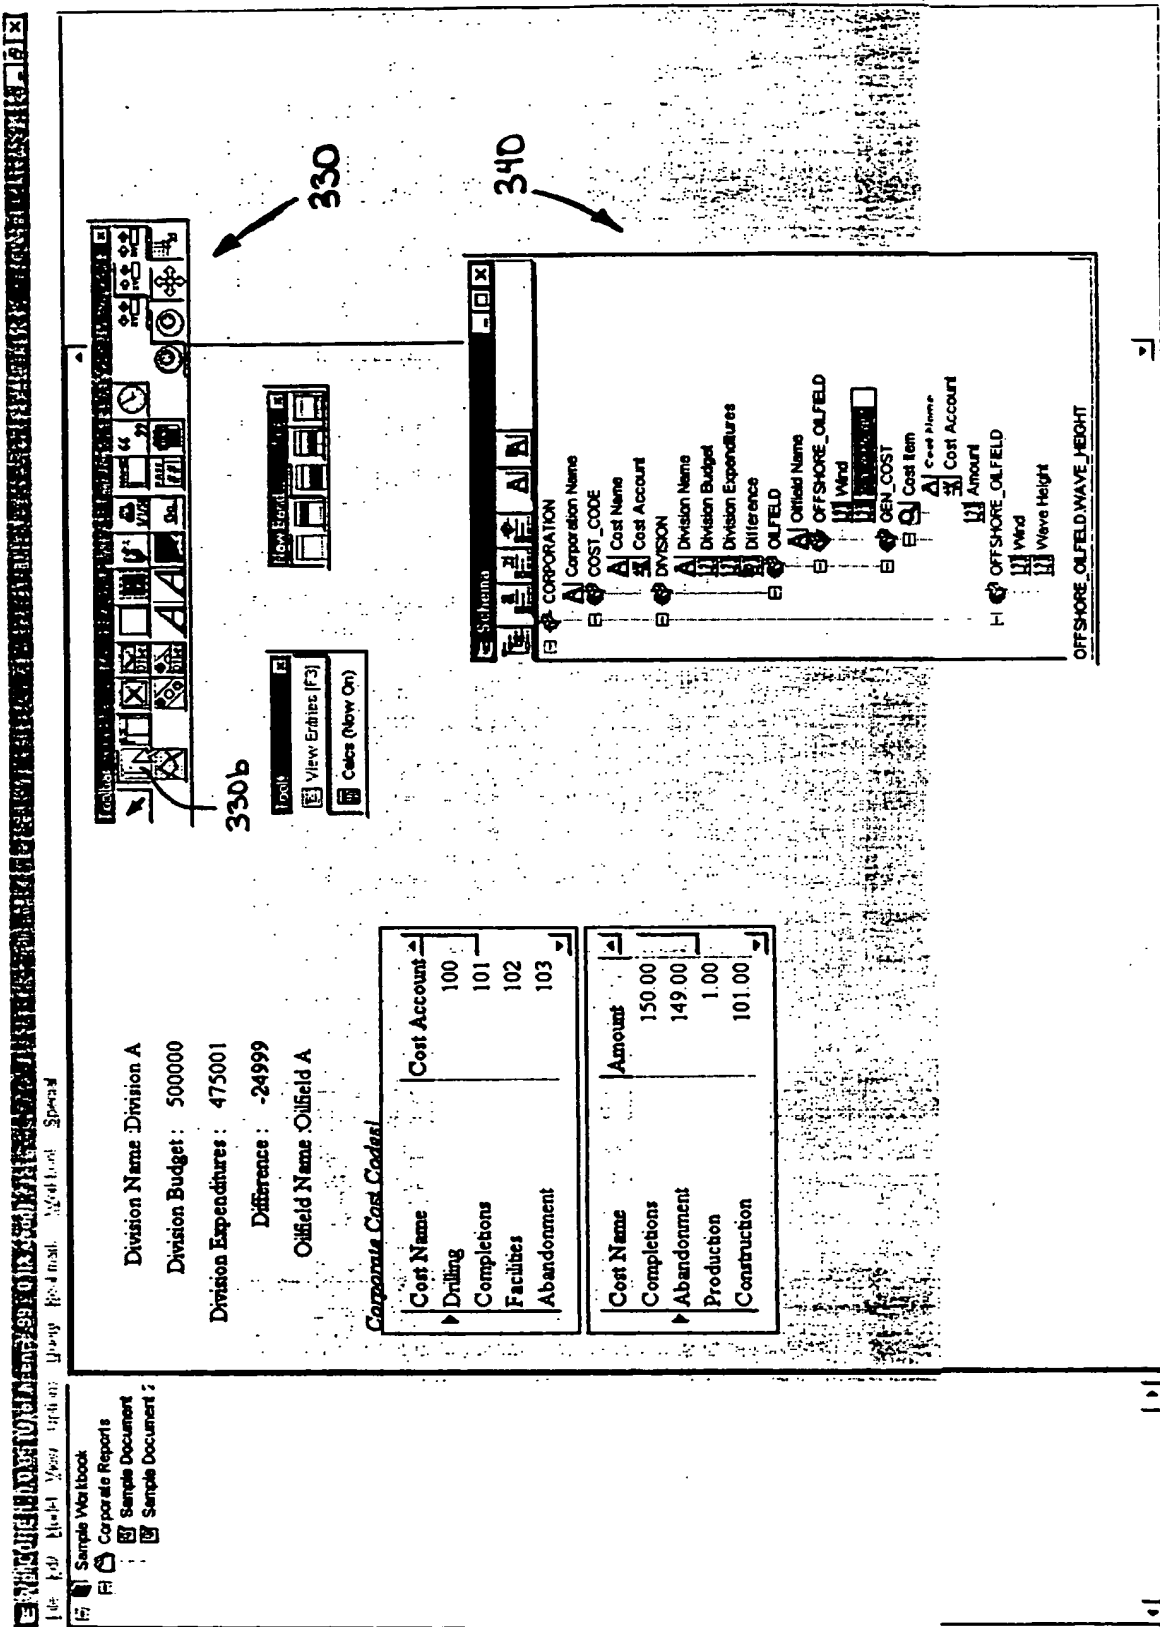 View
Sample Workbook
Corporate Reports
Sample Document
Sample Document 2
Division Name :Division A
Division Budget : 500000
Division Expenditures : 475001
Difference : -24999
Oilfield Name :Oilfield A
Corporate Cost Codes!
Cost Name Cost Account
Drilling 100
Completions 101
Facilities 102
Abandonment 103
Cost Name Amount
Completions 150.00
Abandonment 149.00
Production 1.00
Construction 101.00
330b
330
Tools
View Entries [F3]
Calcs (Now On)
340
Schema
CORPORATION
Corporation Name
COST_CODE
Cost Name
Cost Account
DIVISION
Division Name
Division Budget
Division Expenditures
Difference
OILFIELD
Oilfield Name
OFFSHORE_OILFIELD
Wind
GEN_COST
Cost Item
Cost Name
Cost Account
Amount
OFFSHORE_OILFIELD
Wind
Wave Height
OFFSHORE_OILFIELD.WAVE_HEIGHT